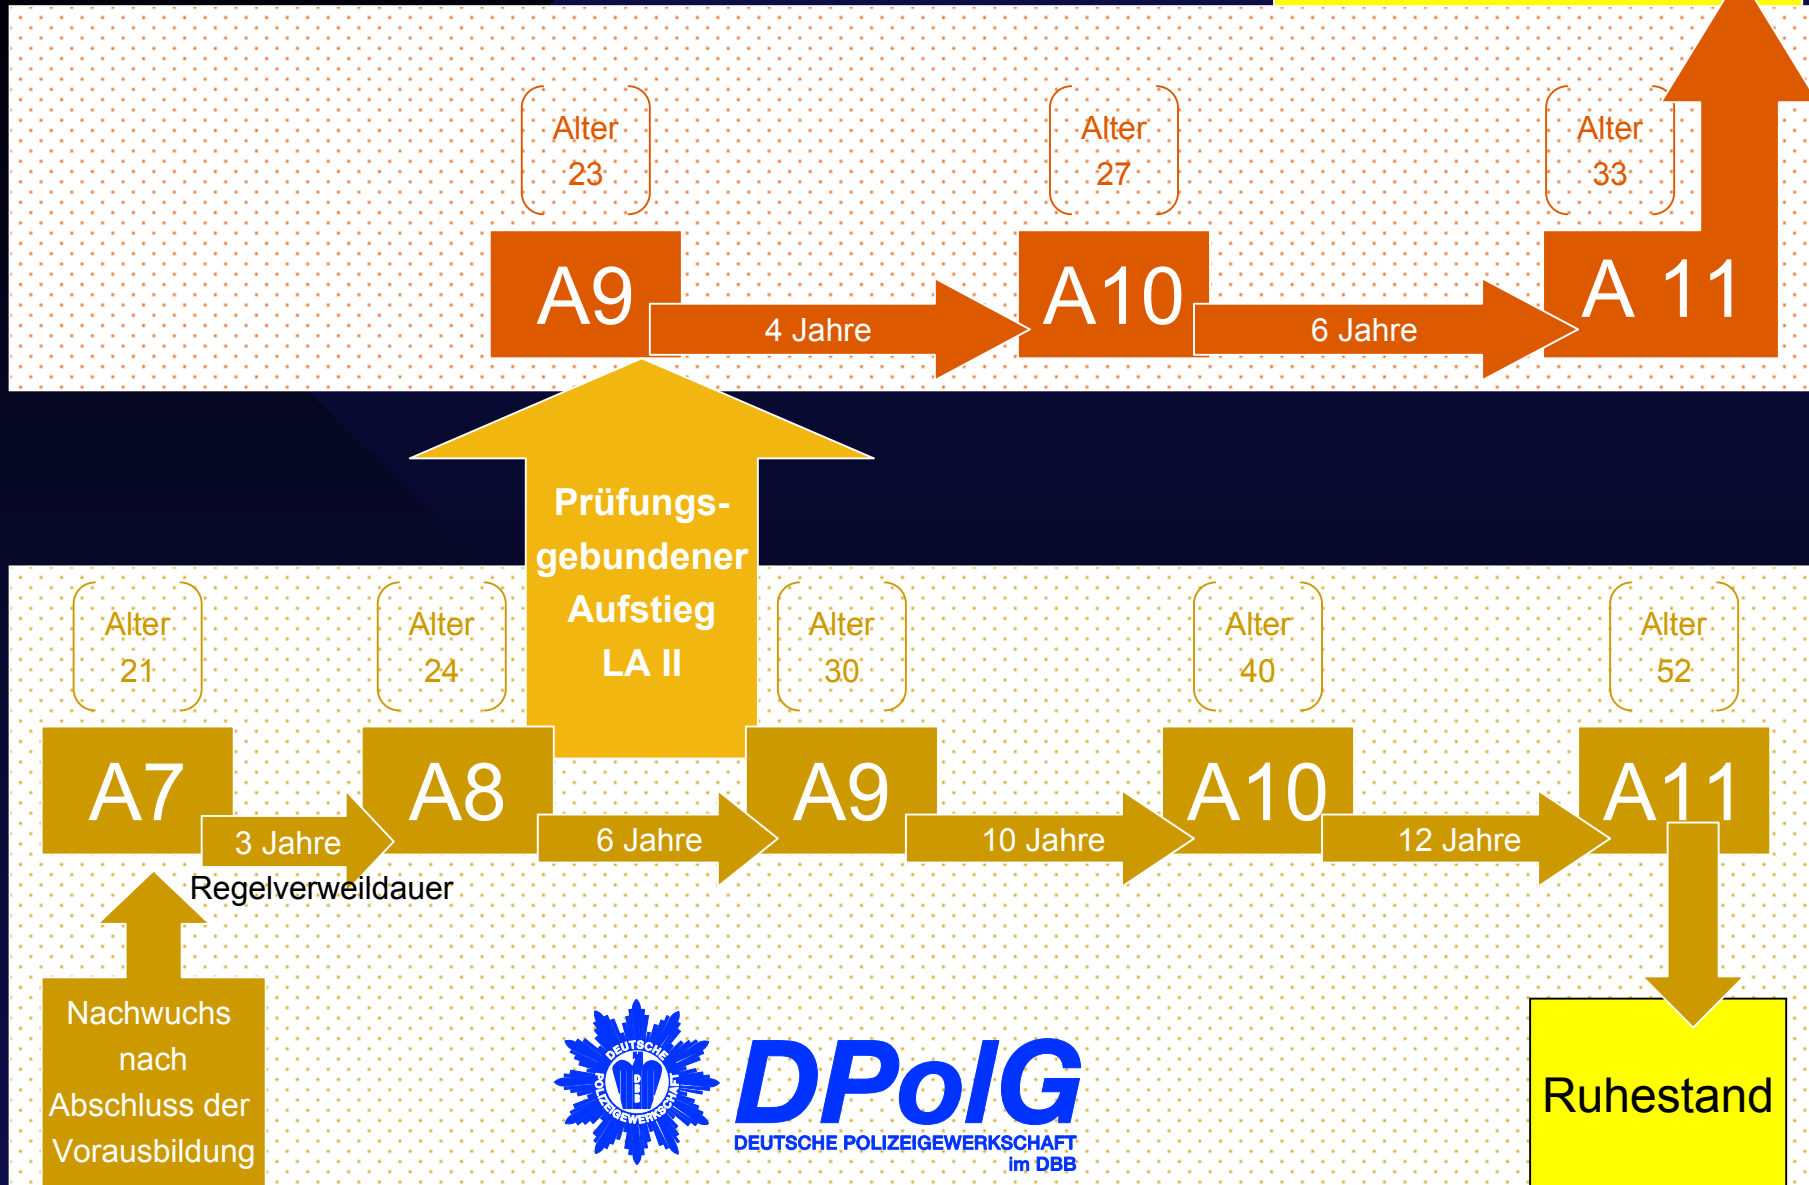 Alter
23
Alter
27
Alter
33
A9
4 Jahre
A10
6 Jahre
A 11
Prüfungs-
gebundener
Aufstieg
LA II
Alter
21
Alter
24
Alter
30
Alter
40
Alter
52
A7
3 Jahre
A8
6 Jahre
A9
10 Jahre
A10
12 Jahre
A11
Regelverweildauer
Nachwuchs
nach
Abschluss der
Vorausbildung
DEUTSCHE
POLIZEIGEWERKSCHAFT
DPolG
DEUTSCHE POLIZEIGEWERKSCHAFT
im DBB
Ruhestand